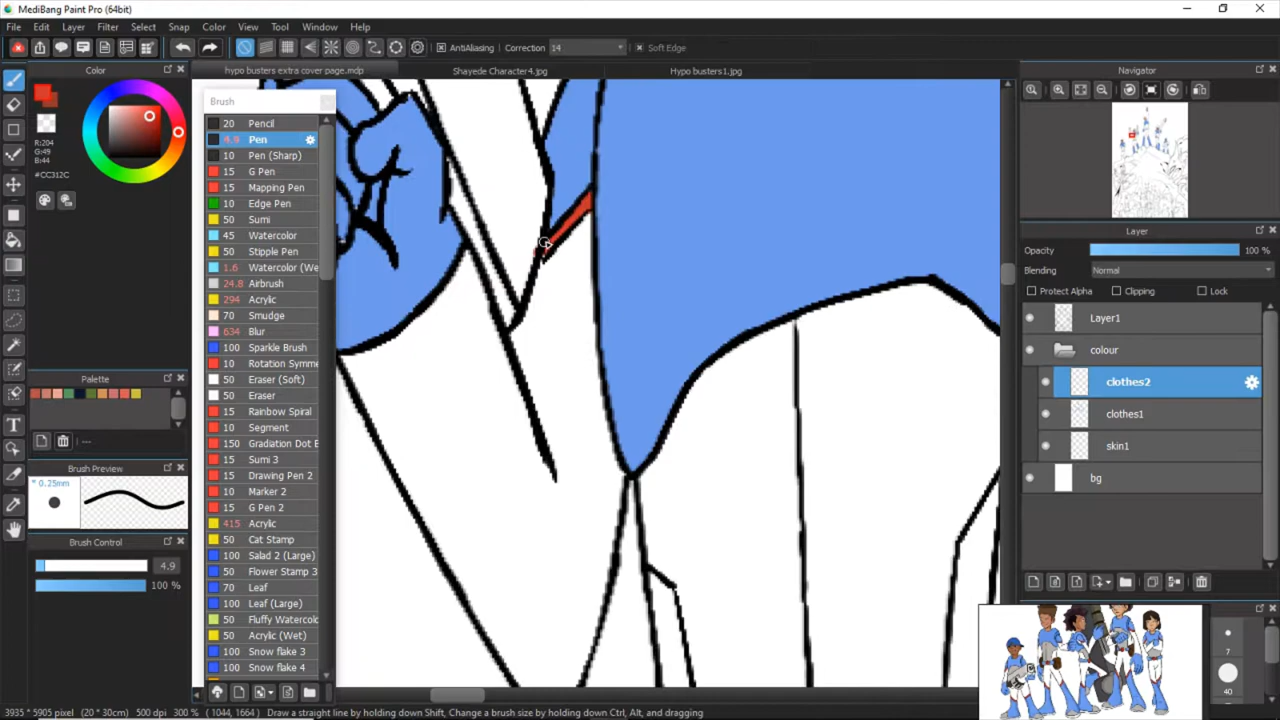 MediBang Paint Pro (64bit)
File Edit Layer Filter Select Snap Color View Tool Window Help
AntiAliasing Correction 14 Soft Edge
Color
hypo busters extra cover page.mdp Shayede Character4.jpg Hypo busters1.jpg
Navigator
Brush
20 Pencil
4.9 Pen
10 Pen (Sharp)
15 G Pen
15 Mapping Pen
10 Edge Pen
50 Sumi
45 Watercolor
50 Stipple Pen
1.6 Watercolor (We
24.8 Airbrush
294 Acrylic
70 Smudge
634 Blur
100 Sparkle Brush
10 Rotation Symme
50 Eraser (Soft)
50 Eraser
15 Rainbow Spiral
10 Segment
150 Gradiation Dot B
15 Sumi 3
15 Drawing Pen 2
10 Marker 2
15 G Pen 2
415 Acrylic
50 Cat Stamp
100 Salad 2 (Large)
50 Flower Stamp 3
70 Leaf
100 Leaf (Large)
50 Fluffy Watercolo
50 Acrylic (Wet)
100 Snow flake 3
100 Snow flake 4
R:204
G:49
B:44
#CC312C
Palette
---
Brush Preview
* 0.25mm
Brush Control
4.9
100 %
Layer
Opacity 100 %
Blending Normal
Protect Alpha Clipping Lock
Layer1
colour
clothes2
clothes1
skin1
bg
7
40
3935 * 5905 pixel (20 * 30cm) 500 dpi 300 % (1044, 1664) Draw a straight line by holding down Shift, Change a brush size by holding down Ctrl, Alt, and dragging